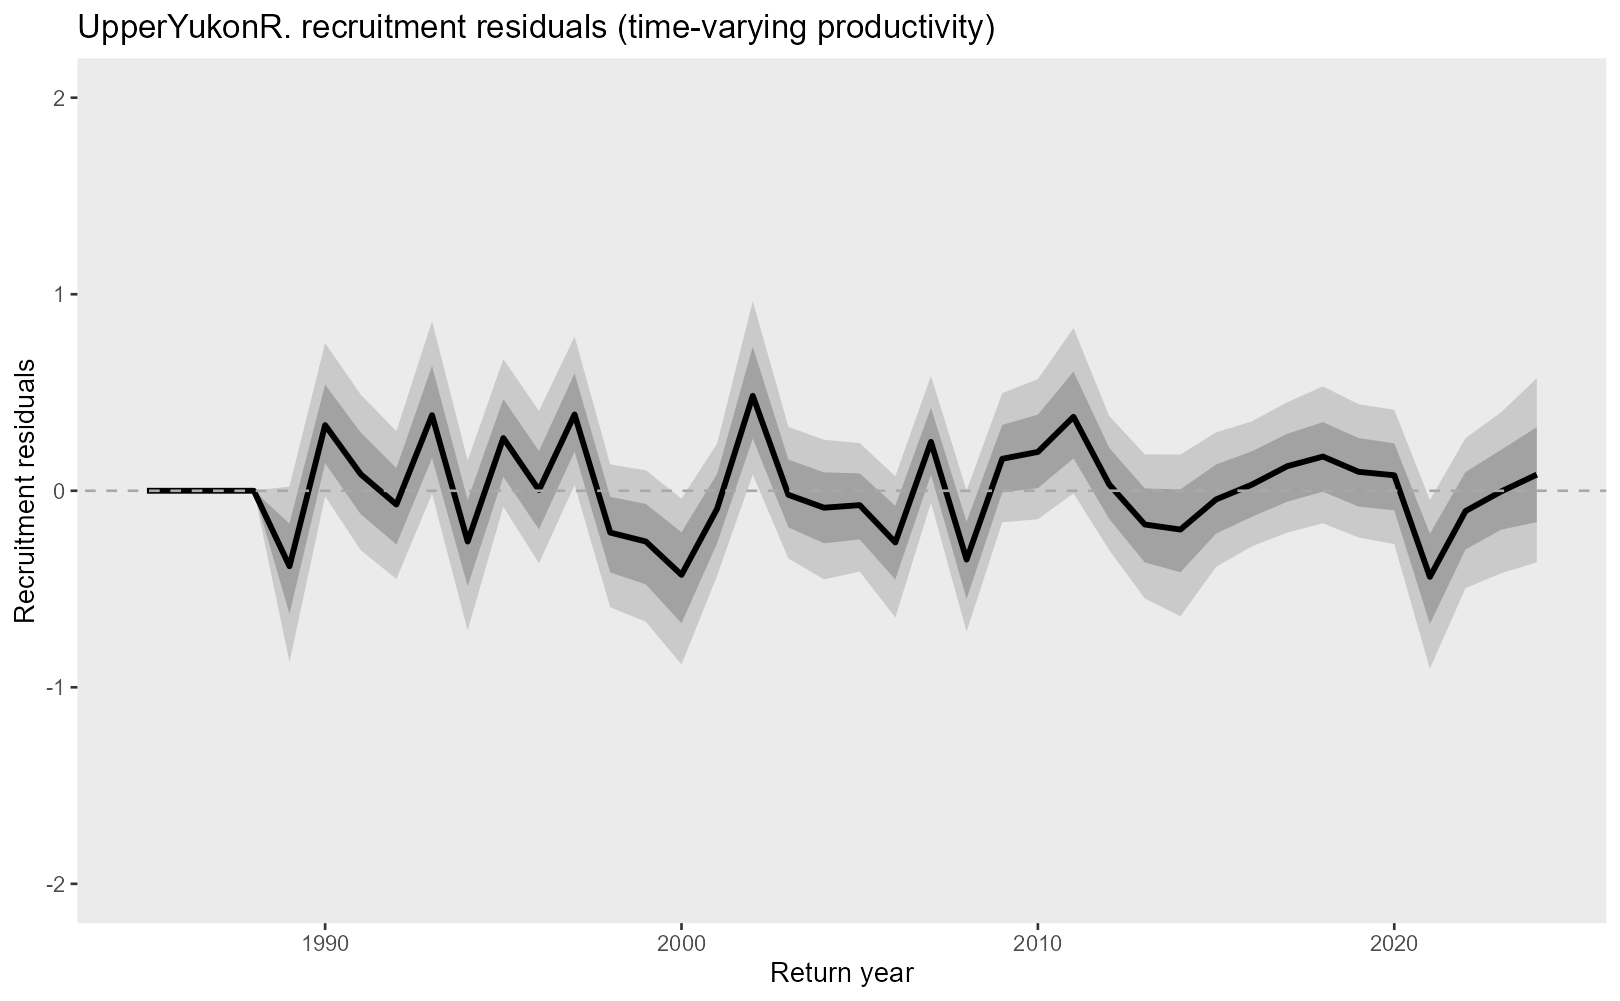 UpperYukonR. recruitment residuals (time-varying productivity)
2
1
0
-1
-2
Recruitment residuals
1990 2000 2010 2020
Return year